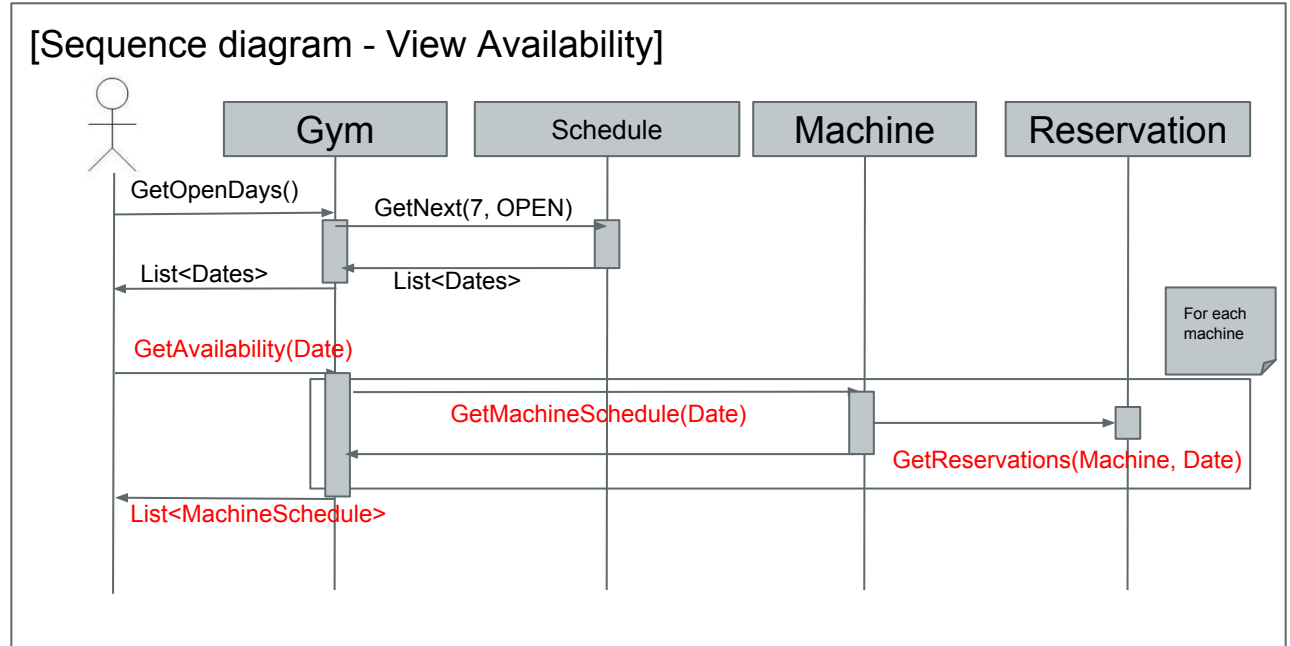 [Sequence diagram - View Availability]
Gym
Schedule
Machine
Reservation
GetOpenDays()
GetNext(7, OPEN)
List<Dates>
List<Dates>
For each
machine
GetAvailability(Date)
GetMachineSchedule(Date)
GetReservations(Machine, Date)
List<MachineSchedule>